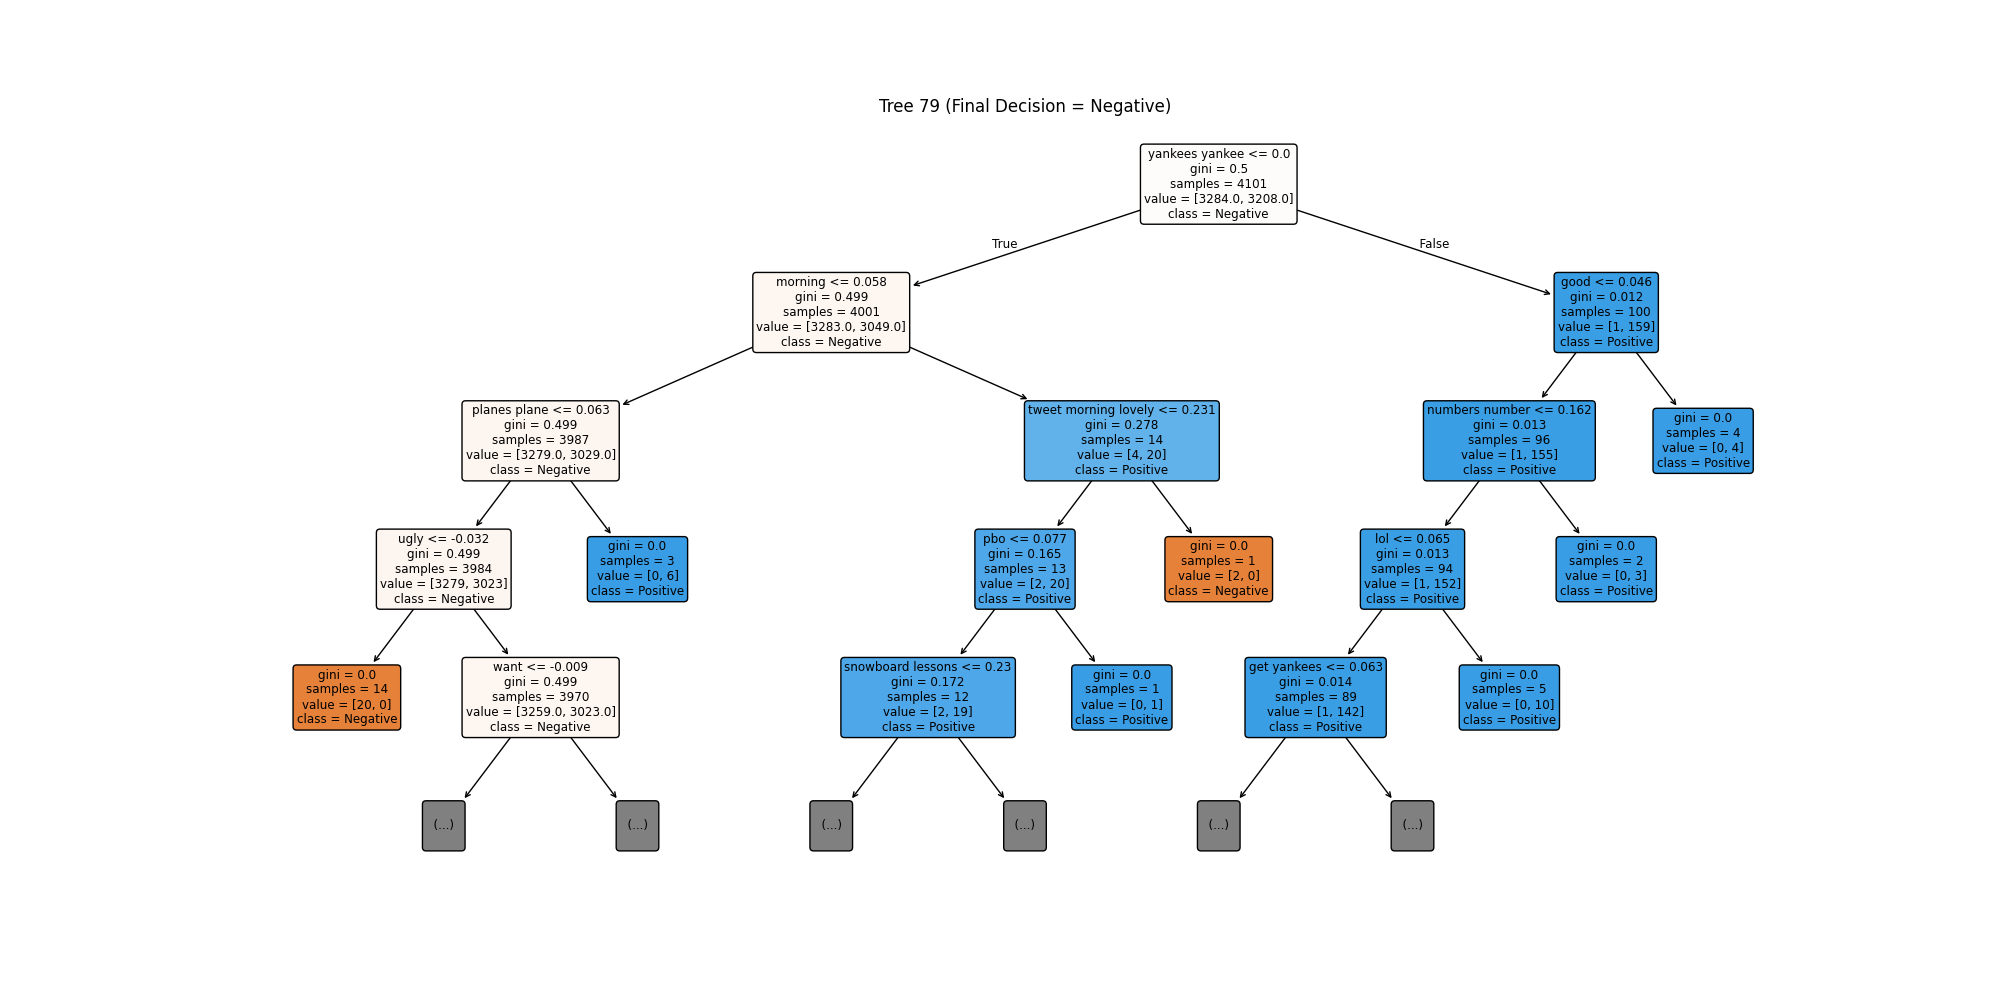 Tree 79 (Final Decision = Negative)
yankees yankee <= 0.0
gini = 0.5
samples = 4101
value = [3284.0, 3208.0]
class = Negative
True
False
morning <= 0.058
gini = 0.499
samples = 4001
value = [3283.0, 3049.0]
class = Negative
good <= 0.046
gini = 0.012
samples = 100
value = [1, 159]
class = Positive
planes plane <= 0.063
gini = 0.499
samples = 3987
value = [3279.0, 3029.0]
class = Negative
tweet morning lovely <= 0.231
gini = 0.278
samples = 14
value = [4, 20]
class = Positive
numbers number <= 0.162
gini = 0.013
samples = 96
value = [1, 155]
class = Positive
gini = 0.0
samples = 4
value = [0, 4]
class = Positive
ugly <= -0.032
gini = 0.499
samples = 3984
value = [3279, 3023]
class = Negative
gini = 0.0
samples = 3
value = [0, 6]
class = Positive
pbo <= 0.077
gini = 0.165
samples = 13
value = [2, 20]
class = Positive
gini = 0.0
samples = 1
value = [2, 0]
class = Negative
lol <= 0.065
gini = 0.013
samples = 94
value = [1, 152]
class = Positive
gini = 0.0
samples = 2
value = [0, 3]
class = Positive
gini = 0.0
samples = 14
value = [20, 0]
class = Negative
want <= -0.009
gini = 0.499
samples = 3970
value = [3259.0, 3023.0]
class = Negative
snowboard lessons <= 0.23
gini = 0.172
samples = 12
value = [2, 19]
class = Positive
gini = 0.0
samples = 1
value = [0, 1]
class = Positive
get yankees <= 0.063
gini = 0.014
samples = 89
value = [1, 142]
class = Positive
gini = 0.0
samples = 5
value = [0, 10]
class = Positive
(...)
(...)
(...)
(...)
(...)
(...)